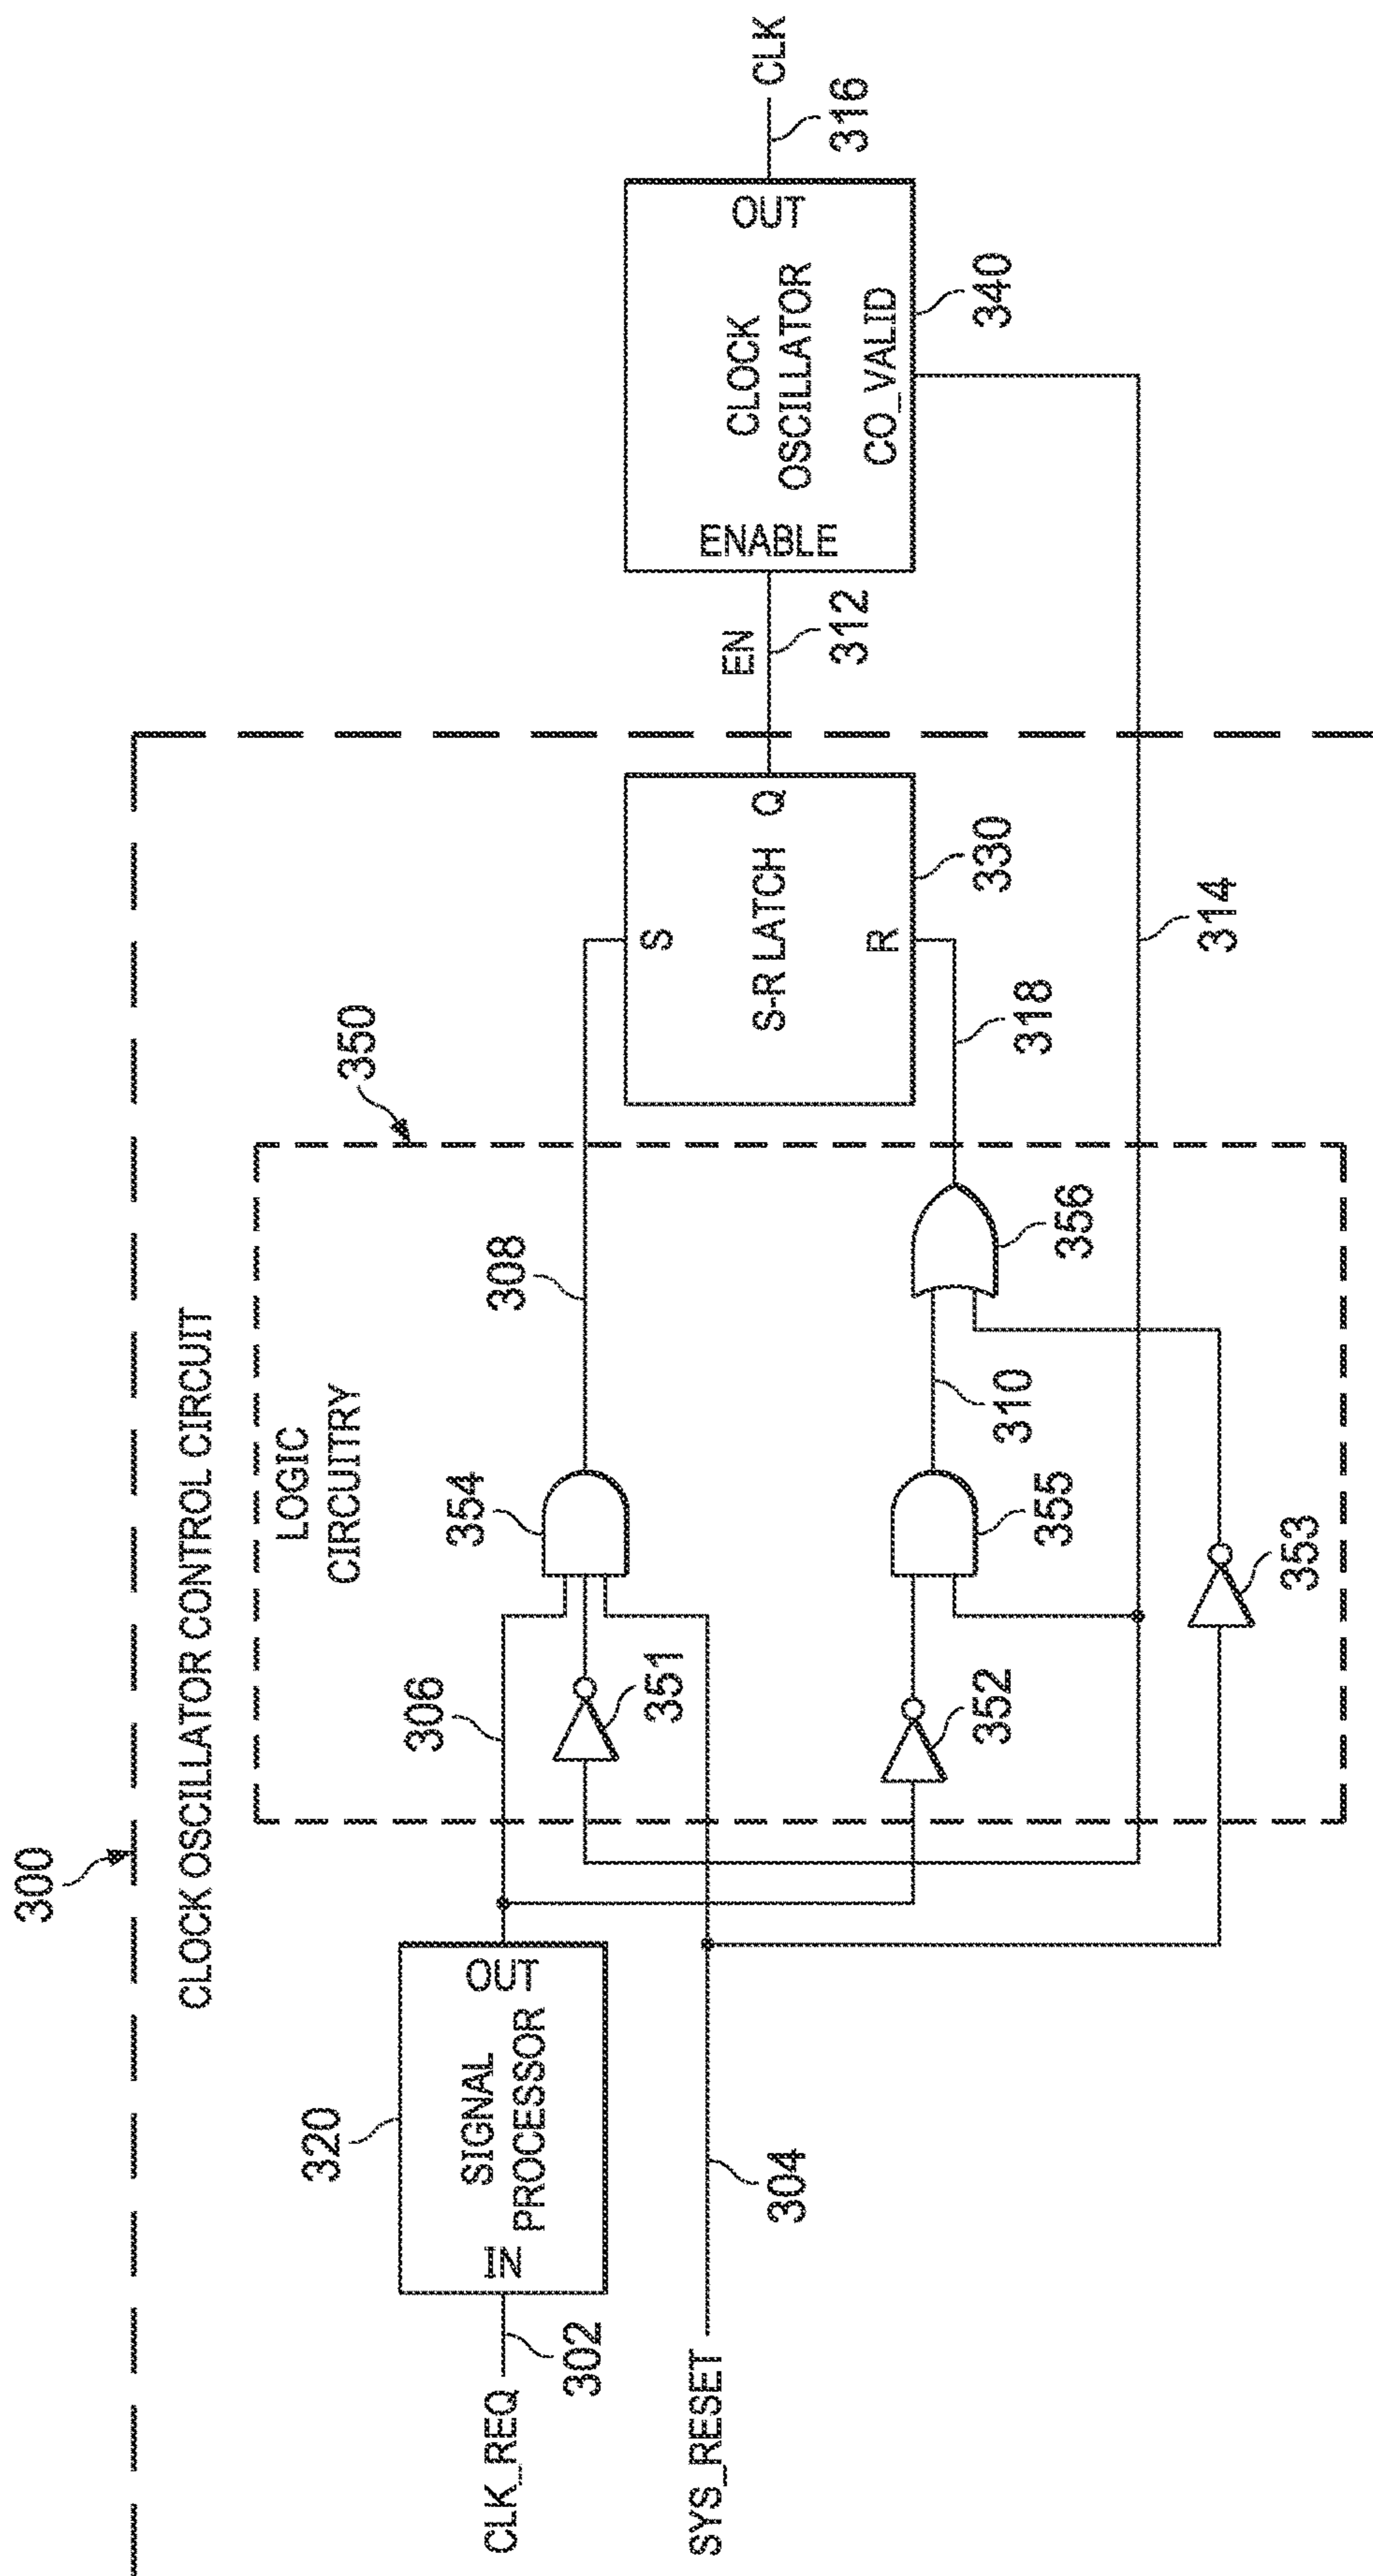 300
CLOCK OSCILLATOR CONTROL CIRCUIT
350
LOGIC
CIRCUITRY
320
IN
SIGNAL
PROCESSOR
OUT
CLK_REQ
302
306
354
308
351
SYS_RESET
304
352
355
310
356
318
353
S
S-R LATCH
Q
R
330
314
EN
312
ENABLE
CLOCK
OSCILLATOR
CO_VALID
OUT
340
316
CLK